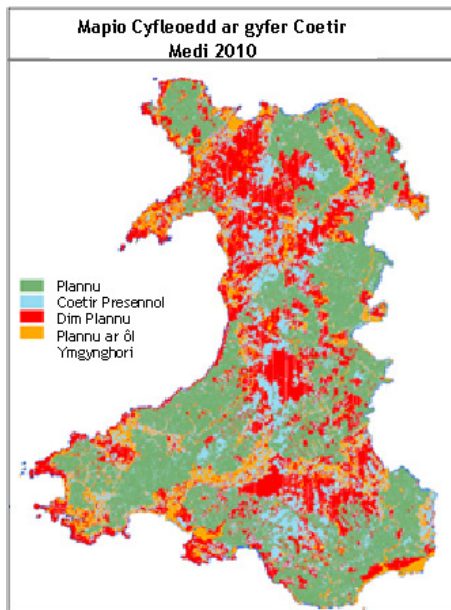 Mapio Cyfleoedd ar gyfer Coetir
Medi 2010
Plannu
Coetir Presennol
Dim Plannu
Plannu ar ôl
Ymgynghori